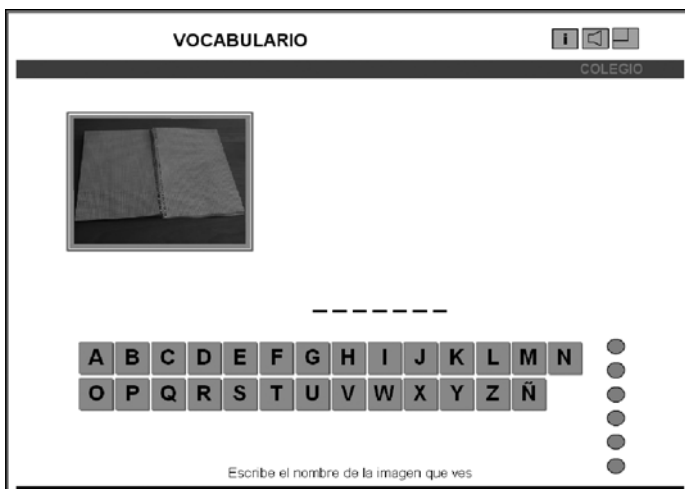 VOCABULARIO
i
COLEGIO
A B C D E F G H I J K L M N
O P Q R S T U V W X Y Z Ñ
Escribe el nombre de la imagen que ves